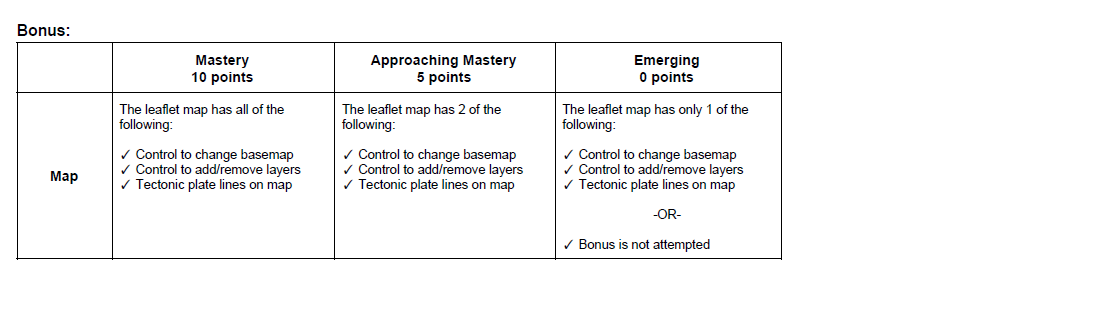 Bonus:
Mastery
10 points
Approaching Mastery
5 points
Emerging
0 points
Map
The leaflet map has all of the
following:
✓ Control to change basemap
✓ Control to add/remove layers
✓ Tectonic plate lines on map
The leaflet map has 2 of the
following:
✓ Control to change basemap
✓ Control to add/remove layers
✓ Tectonic plate lines on map
The leaflet map has only 1 of the
following:
✓ Control to change basemap
✓ Control to add/remove layers
✓ Tectonic plate lines on map
-OR-
✓ Bonus is not attempted